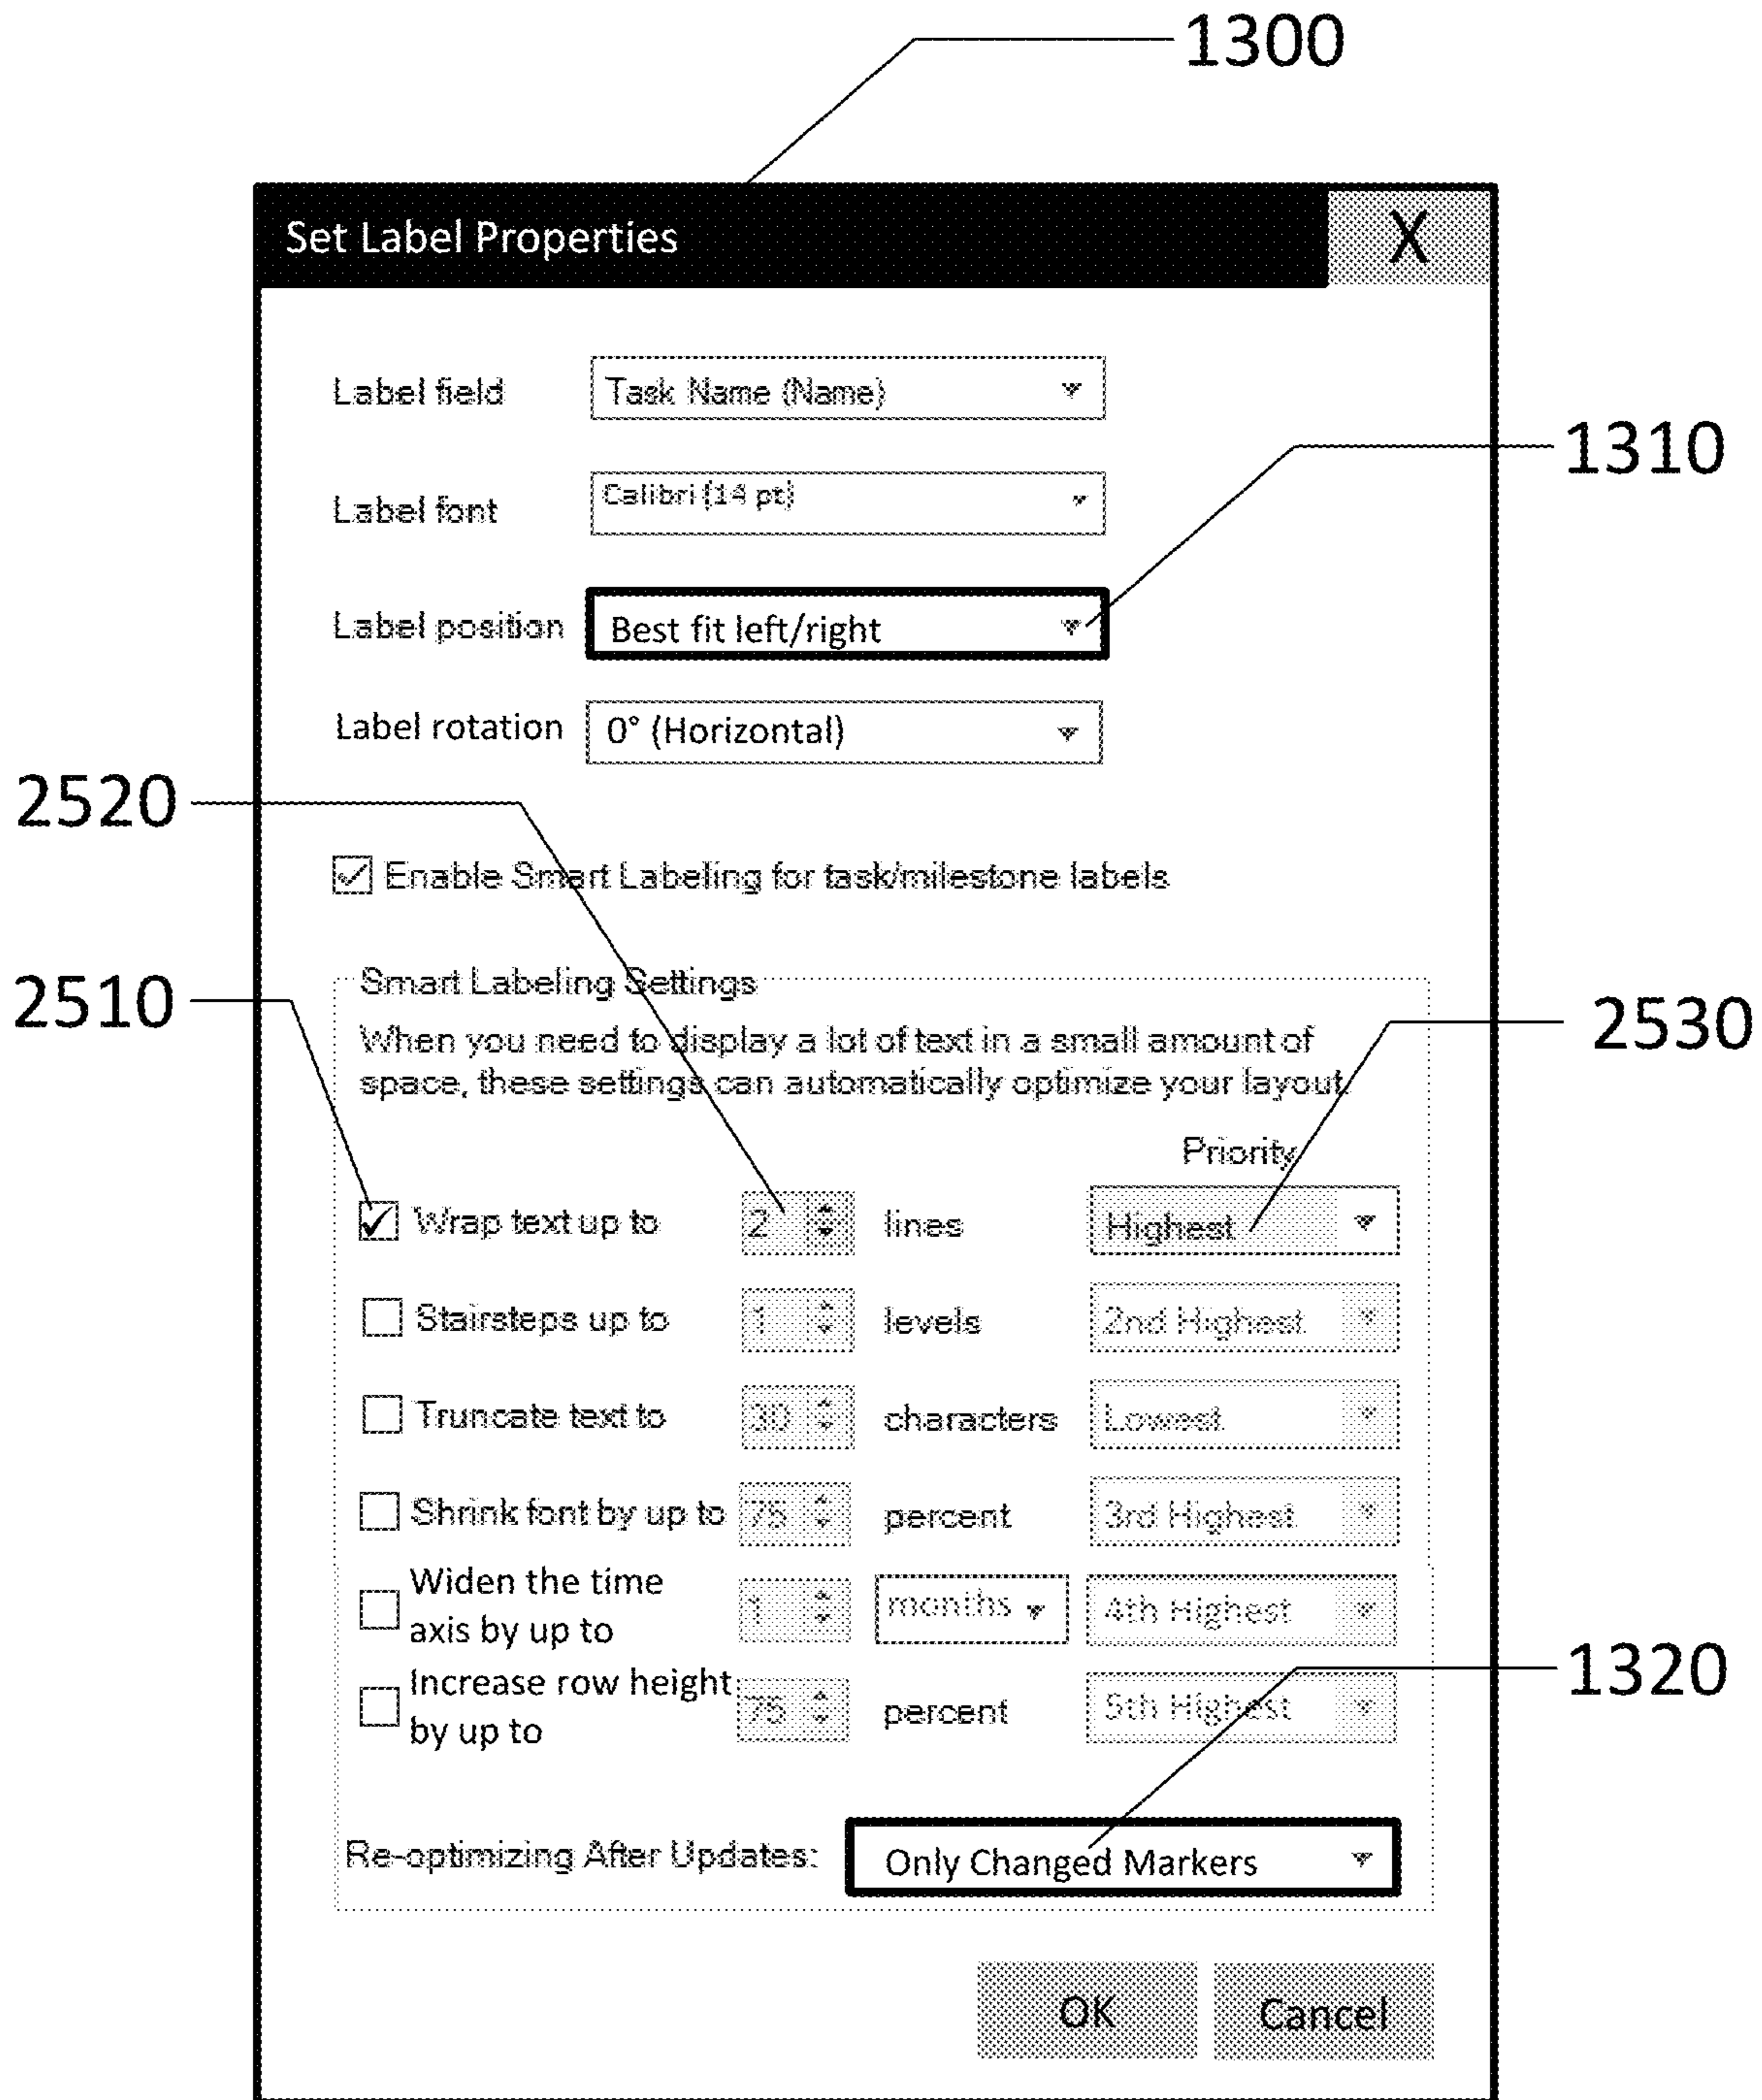 1300
Set Label Properties X
Label field Task Name (Name)
1310
Label font Calibri (14 pt)
Label position Best fit left/right
Label rotation 0° (Horizontal)
2520
Enable Smart Labeling for task/milestone labels
2510
Smart Labeling Settings
2530
When you need to display a lot of text in a small amount of
space, these settings can automatically optimize your layout.
Priority
Wrap text up to 2 lines Highest
Stairsteps up to 1 levels 2nd Highest
Truncate text to 30 characters Lowest
Shrink font by up to 75 percent 3rd Highest
Widen the time
axis by up to 1 months 4th Highest
1320
Increase row height
by up to 75 percent 5th Highest
Re-optimizing After Updates: Only Changed Markers
OK Cancel